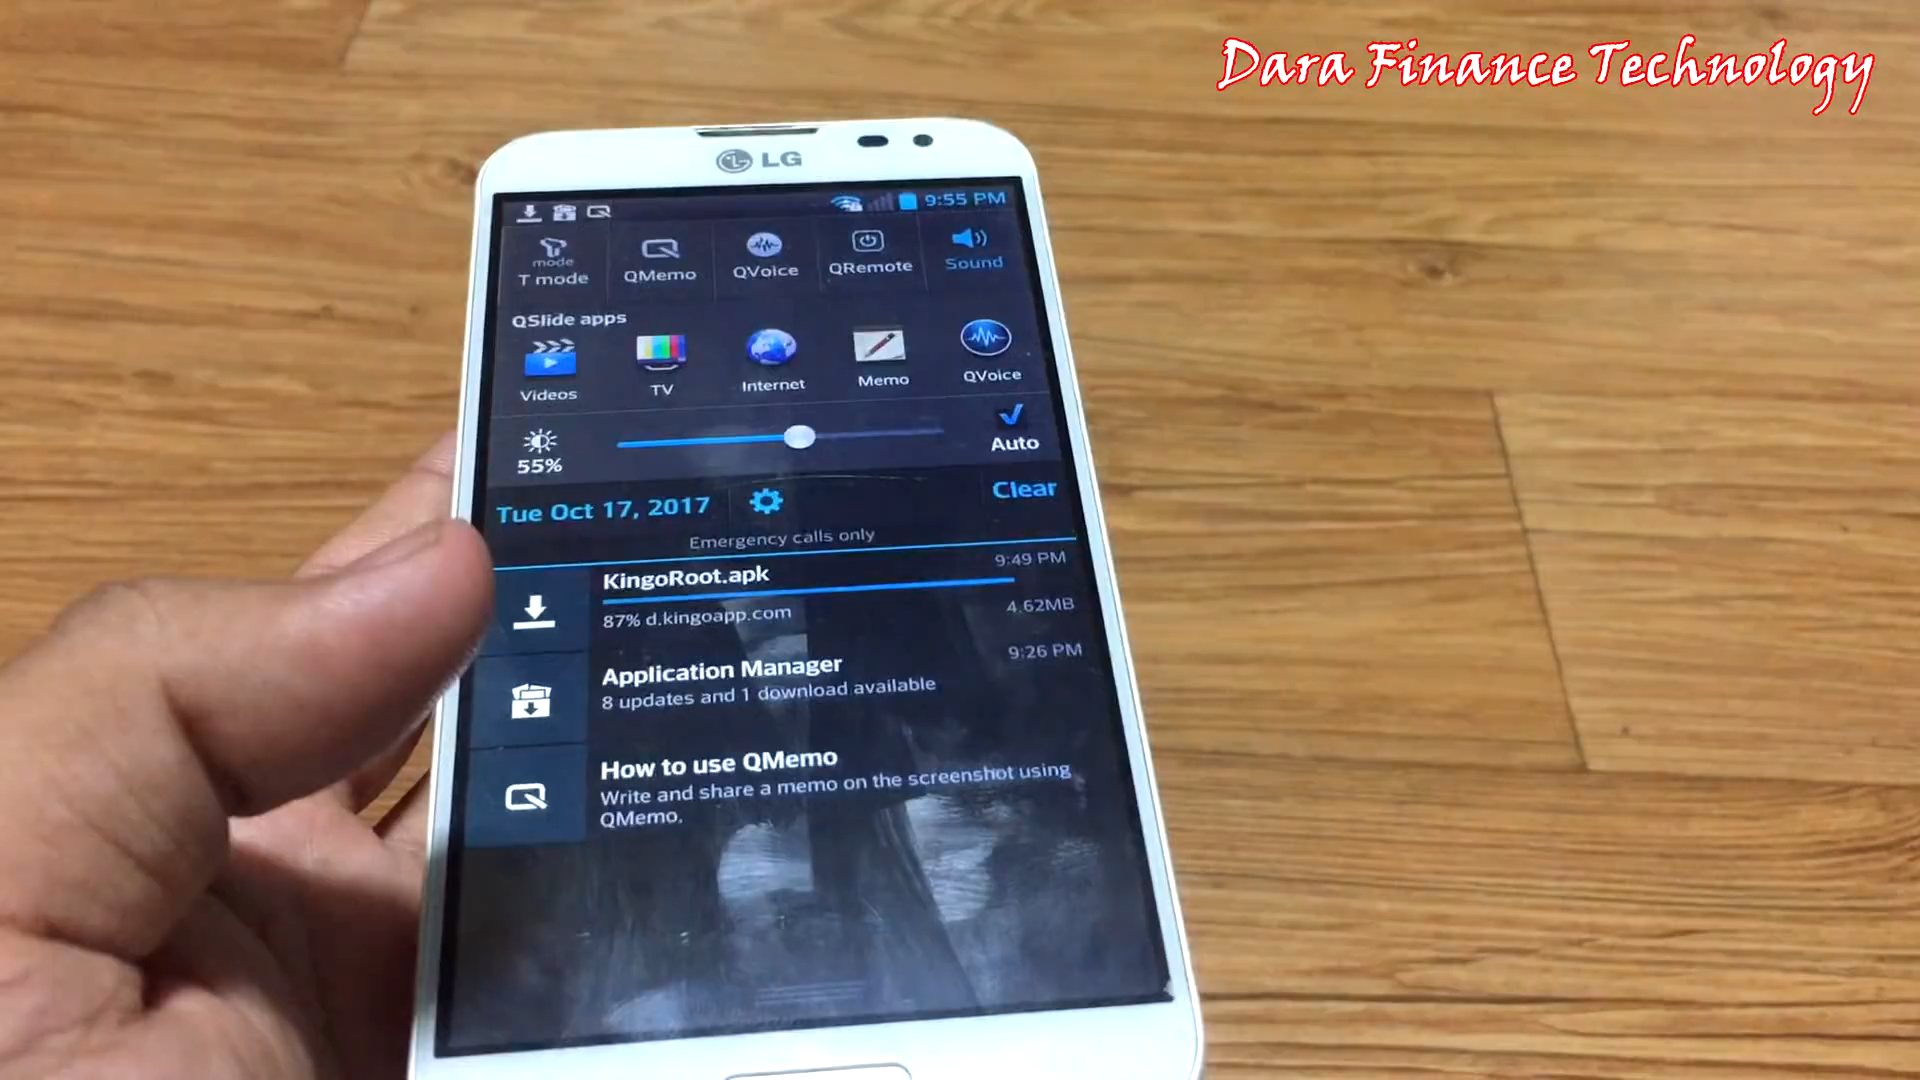 Dara Finance Technology
LG
9:55 PM
mode
T mode
QMemo
QVoice
QRemote
Sound
QSlide apps
Videos
TV
Internet
Memo
QVoice
55%
Auto
Tue Oct 17, 2017
Clear
Emergency calls only
KingoRoot.apk
9:49 PM
87% d.kingoapp.com
4.62MB
Application Manager
9:26 PM
8 updates and 1 download available
How to use QMemo
Write and share a memo on the screenshot using
QMemo.